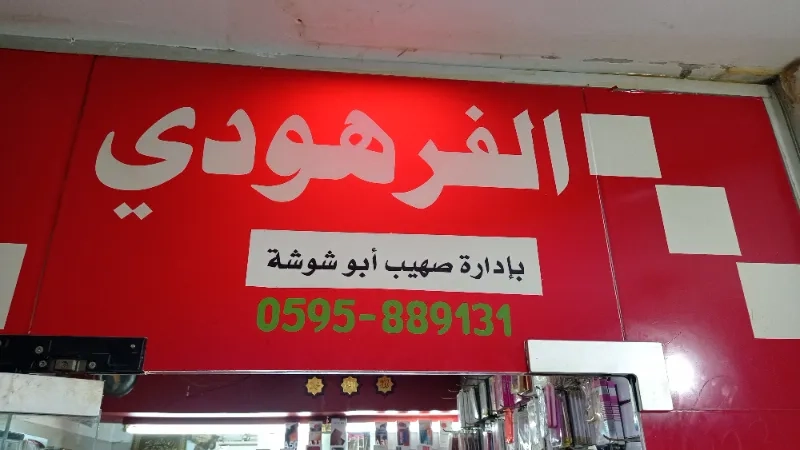 الفرهودي
بإدارة صهيب أبو شوشة
0595-889131